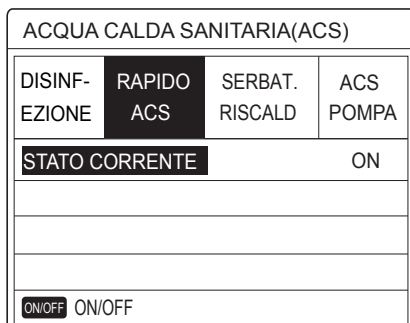 ACQUA CALDA SANITARIA(ACS)
DISINF-EZIONE RAPIDO ACS SERBAT. RISCALD ACS POMPA
STATO CORRENTE ON
ON/OFF ON/OFF